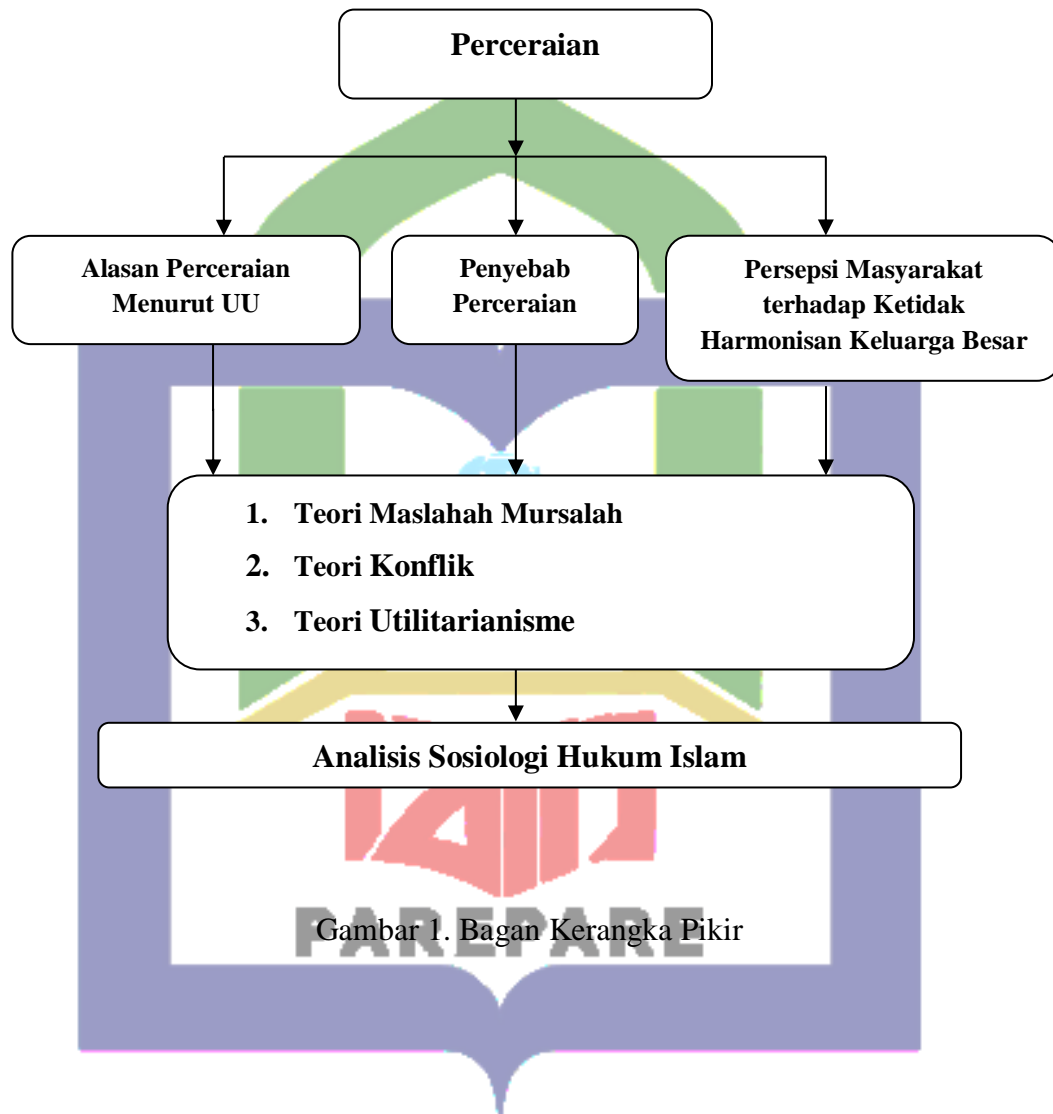 Perceraian
Alasan Perceraian
Menurut UU
Penyebab
Perceraian
Persepsi Masyarakat
terhadap Ketidak
Harmonisan Keluarga Besar
1. Teori Maslahah Mursalah
2. Teori Konflik
3. Teori Utilitarianisme
Analisis Sosiologi Hukum Islam
PAREPARE
Gambar 1. Bagan Kerangka Pikir